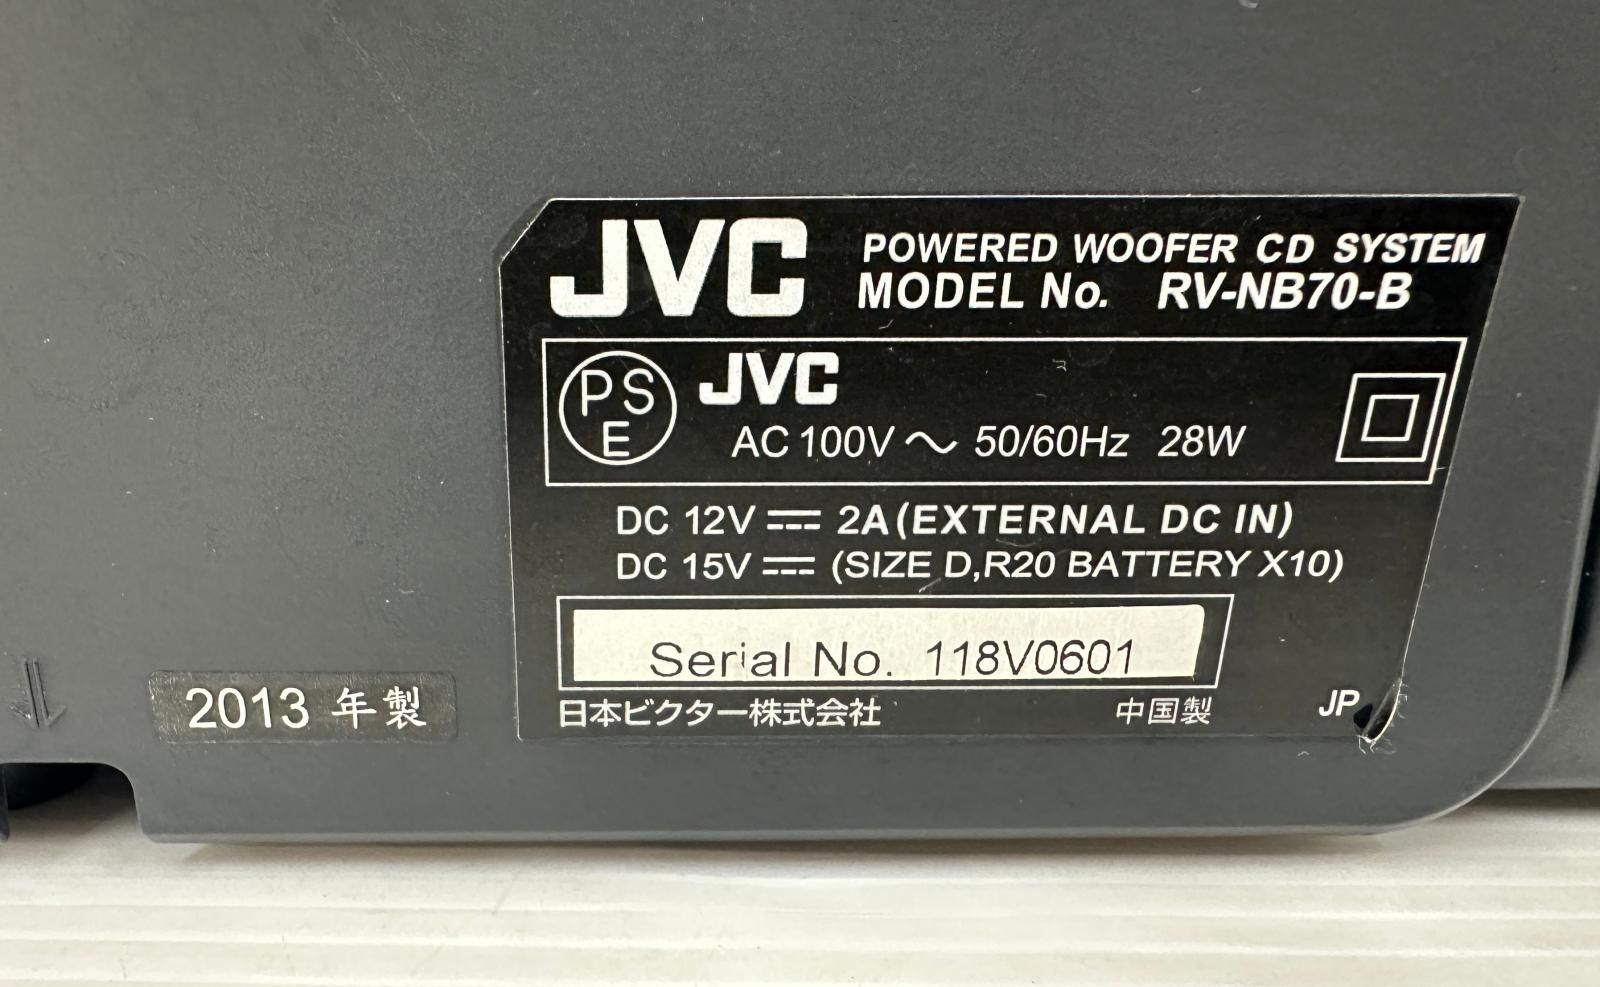 JVC
POWERED WOOFER CD SYSTEM
MODEL No. RV-NB70-B
PS
E
JVC
AC 100V ～ 50/60Hz 28W
DC 12V ⎓ 2A (EXTERNAL DC IN)
DC 15V ⎓ (SIZE D,R20 BATTERY X10)
Serial No. 118V0601
日本ビクター株式会社 中国製 JP
2013 年製